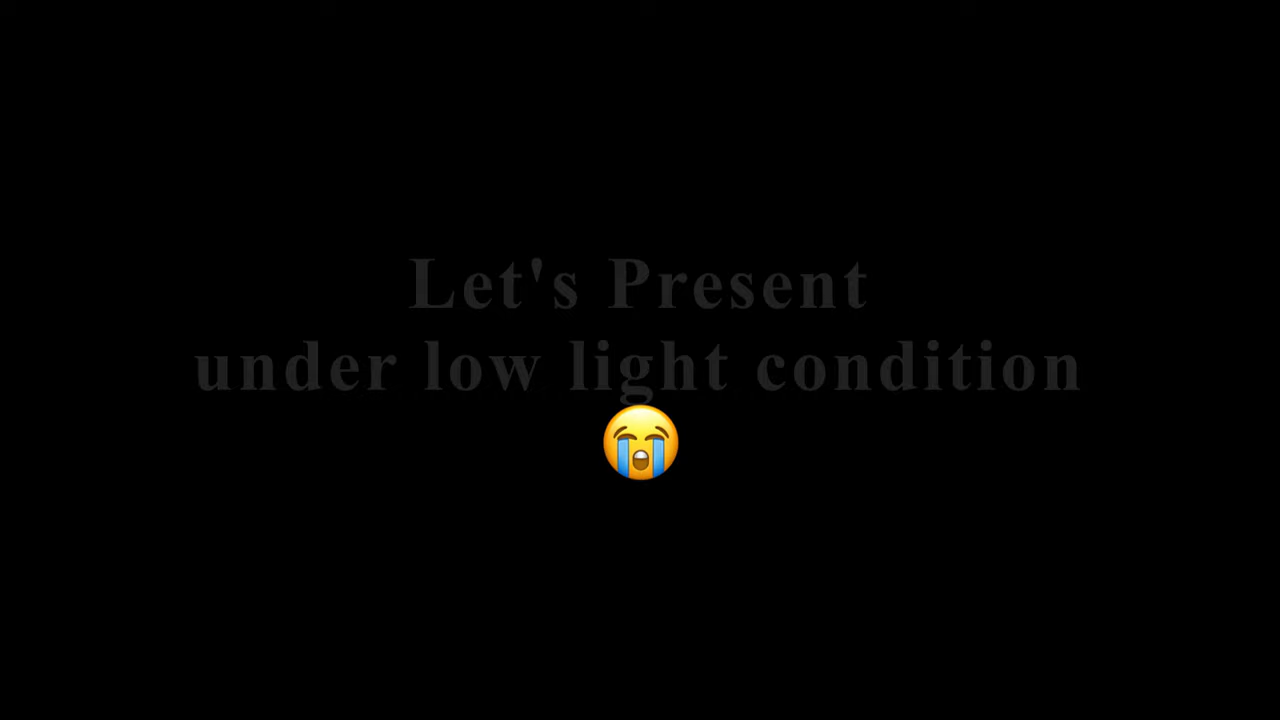 Let's Present
under low light condition
😭